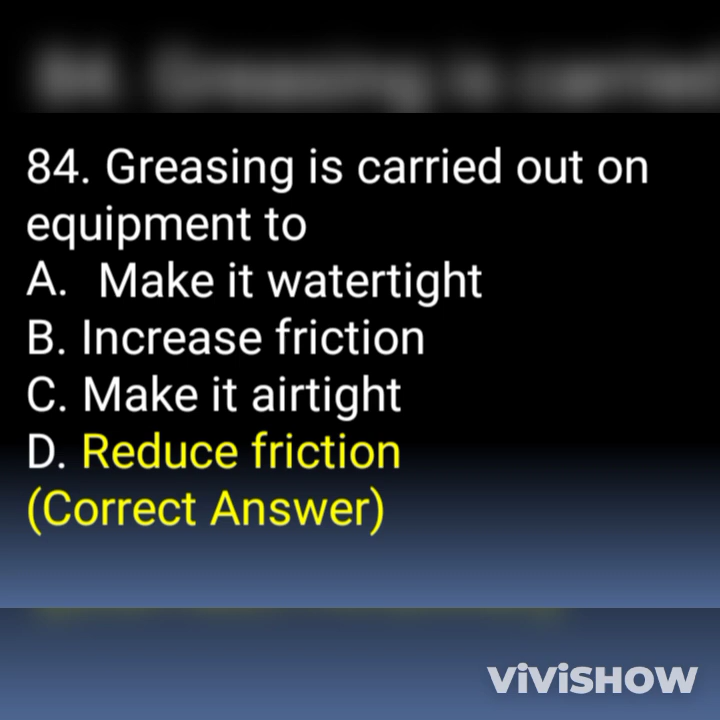 84. Greasing is carried out on
equipment to
A. Make it watertight
B. Increase friction
C. Make it airtight
D. Reduce friction
(Correct Answer)
ViViSHOW